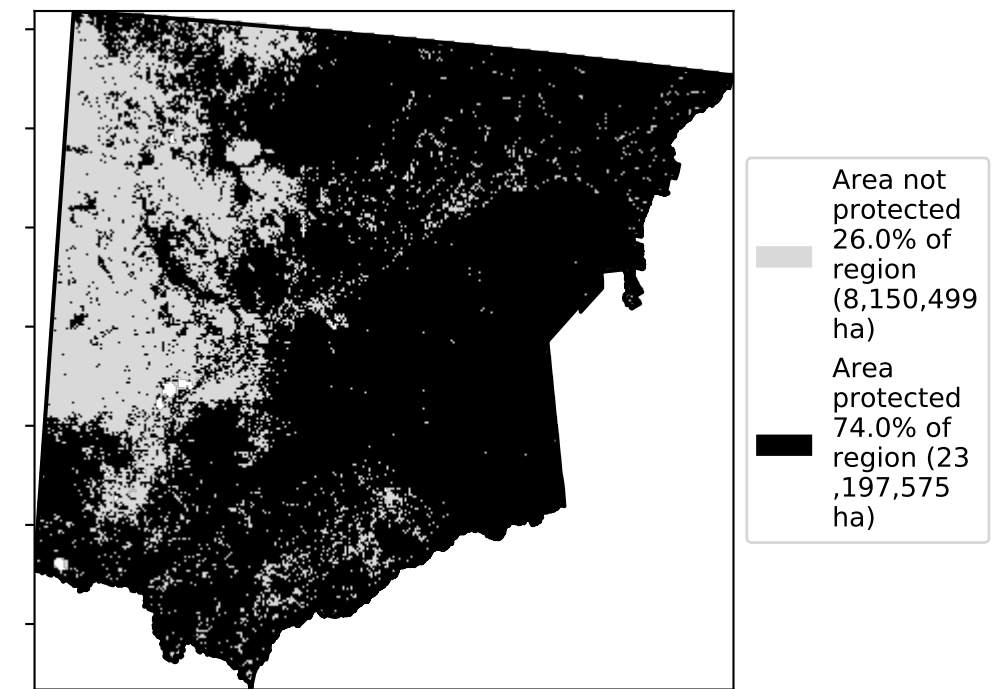 Area not
protected
26.0% of
region
(8,150,499
ha)
Area
protected
74.0% of
region (23
,197,575
ha)